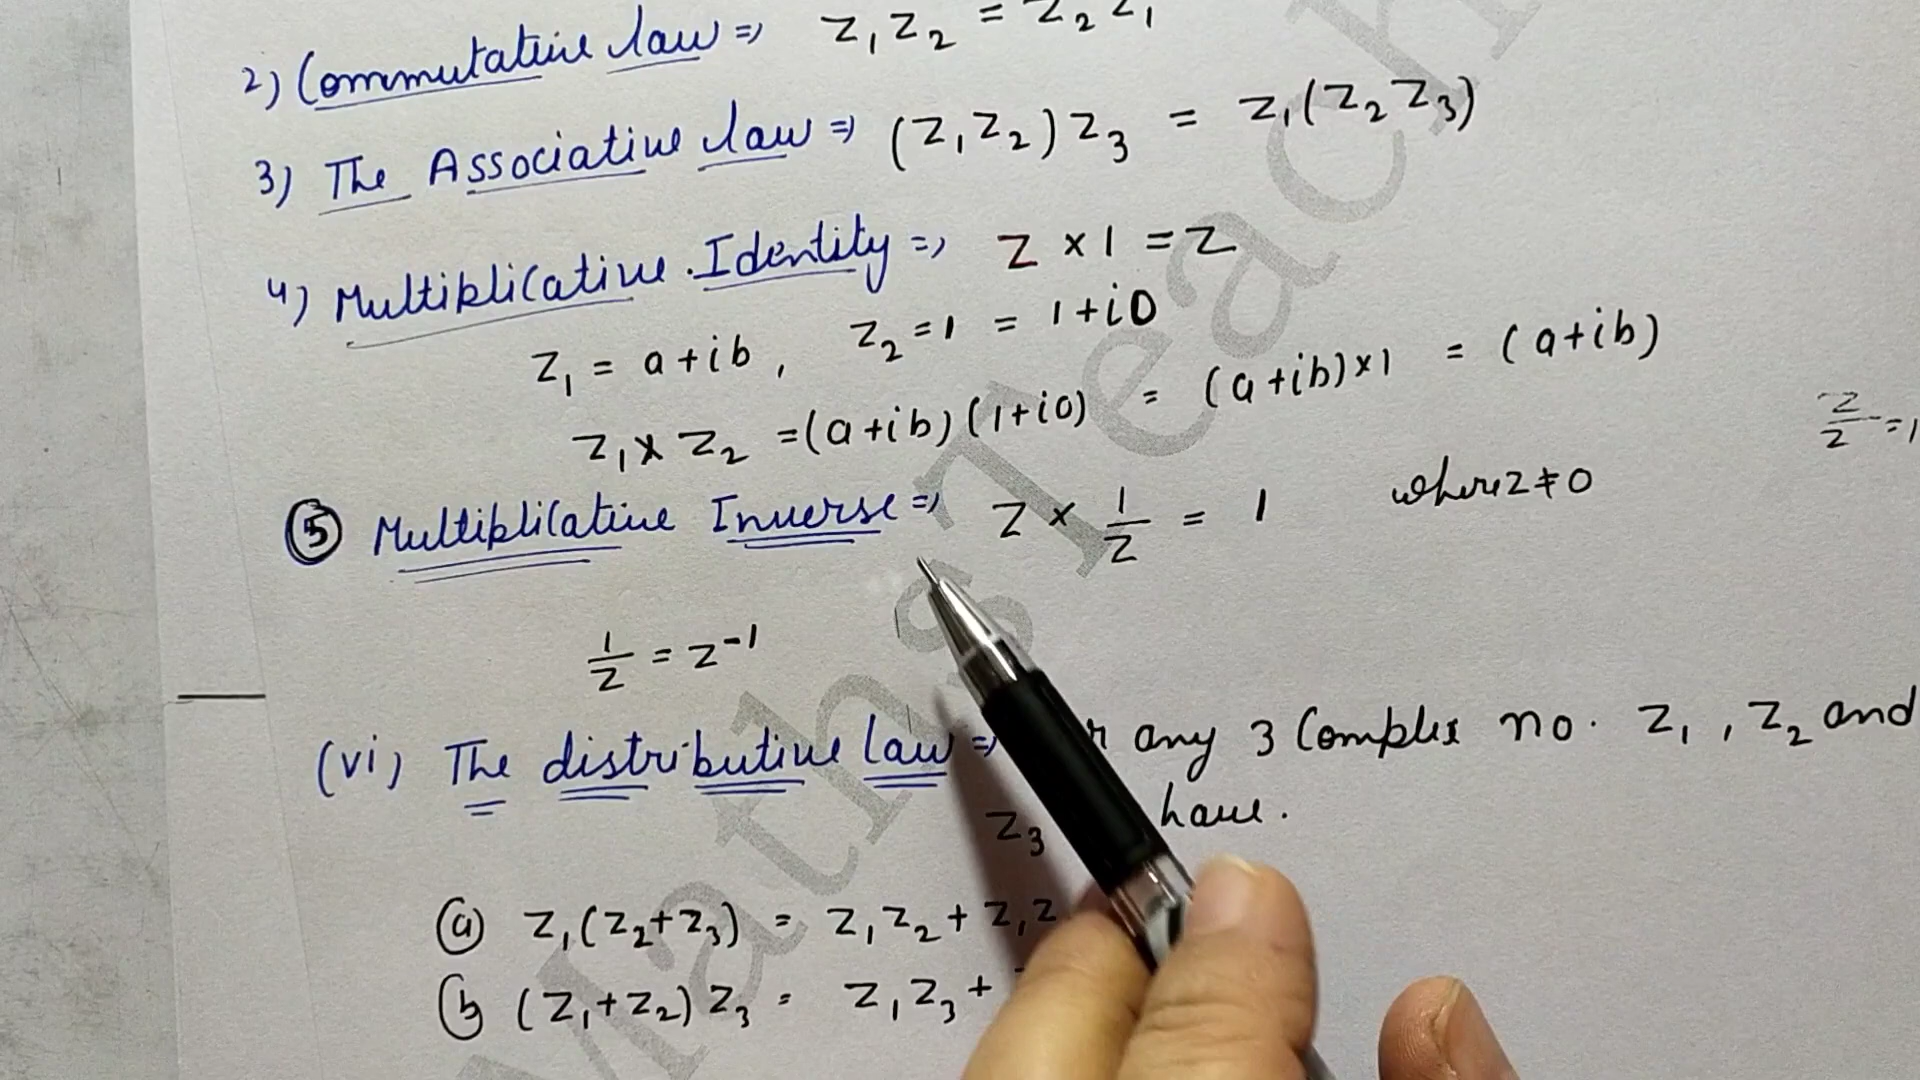 2) Commutative law ⇒ Z₁Z₂ = Z₂Z₁
3) The Associative law ⇒ (Z₁Z₂)Z₃ = Z₁(Z₂Z₃)
4) Multiplicative Identity ⇒ Z × 1 = Z
Z₁ = a+ib, Z₂ = 1 = 1+i0
Z₁ × Z₂ = (a+ib)(1+i0) = (a+ib)×1 = (a+ib)
Z/Z = 1
⑤ Multiplicative Inverse ⇒ Z × 1/Z = 1 where z≠0
1/Z = Z⁻¹
(vi) The distributive law ⇒ any 3 Complex no. Z₁, Z₂ and
Z₃ have.
ⓐ Z₁(Z₂+Z₃) = Z₁Z₂ + Z₁Z
ⓑ (Z₁+Z₂)Z₃ = Z₁Z₃ +
Maths Teach